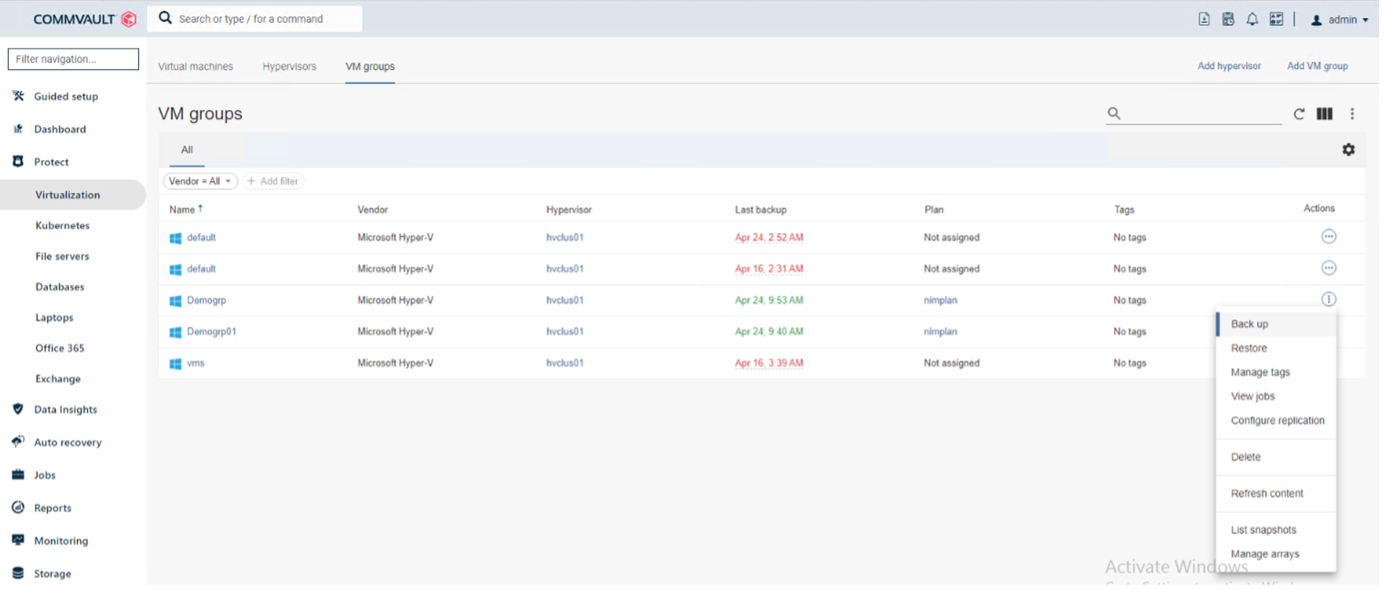 COMMVAULT
Search or type / for a command
admin
Filter navigation...
Guided setup
Dashboard
Protect
Virtualization
Kubernetes
File servers
Databases
Laptops
Office 365
Exchange
Data Insights
Auto recovery
Jobs
Reports
Monitoring
Storage
Virtual machines Hypervisors VM groups Add hypervisor Add VM group
VM groups
All
Vendor = All + Add filter
Name ↑ Vendor Hypervisor Last backup Plan Tags Actions
default Microsoft Hyper-V hvclus01 Apr 24, 2:52 AM Not assigned No tags
default Microsoft Hyper-V hvclus01 Apr 16, 2:31 AM Not assigned No tags
Demogrp Microsoft Hyper-V hvclus01 Apr 24, 9:53 AM nimplan No tags
Demogrp01 Microsoft Hyper-V hvclus01 Apr 24, 9:40 AM nimplan No tags
vms Microsoft Hyper-V hvclus01 Apr 16, 3:39 AM Not assigned No tags
Back up
Restore
Manage tags
View jobs
Configure replication
Delete
Refresh content
List snapshots
Manage arrays
Activate Windows